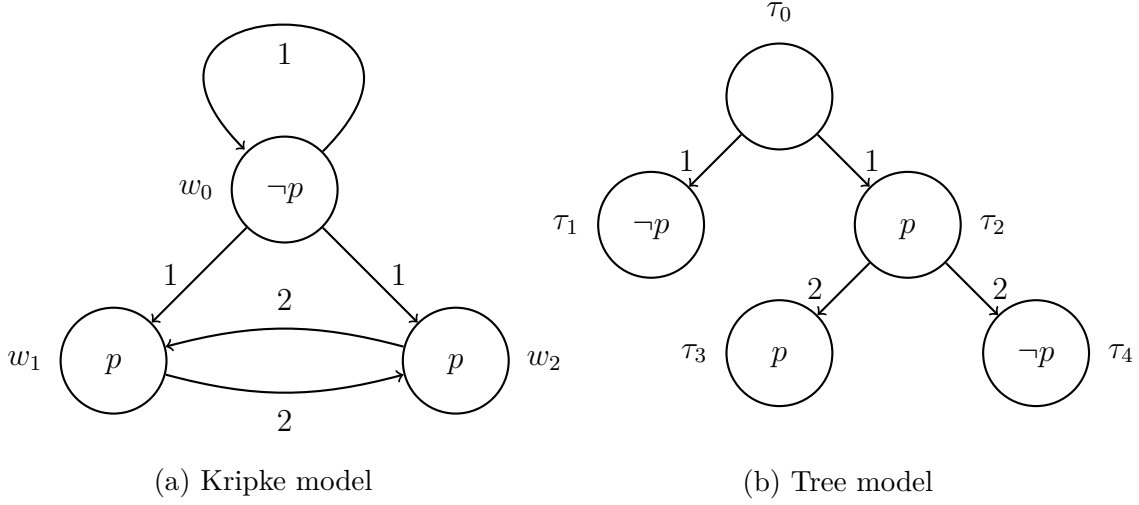 τ₀
1
w₀ ¬p
1 1
2
w₁ p p w₂
2
(a) Kripke model
1 1
τ₁ ¬p p τ₂
2 2
τ₃ p ¬p τ₄
(b) Tree model